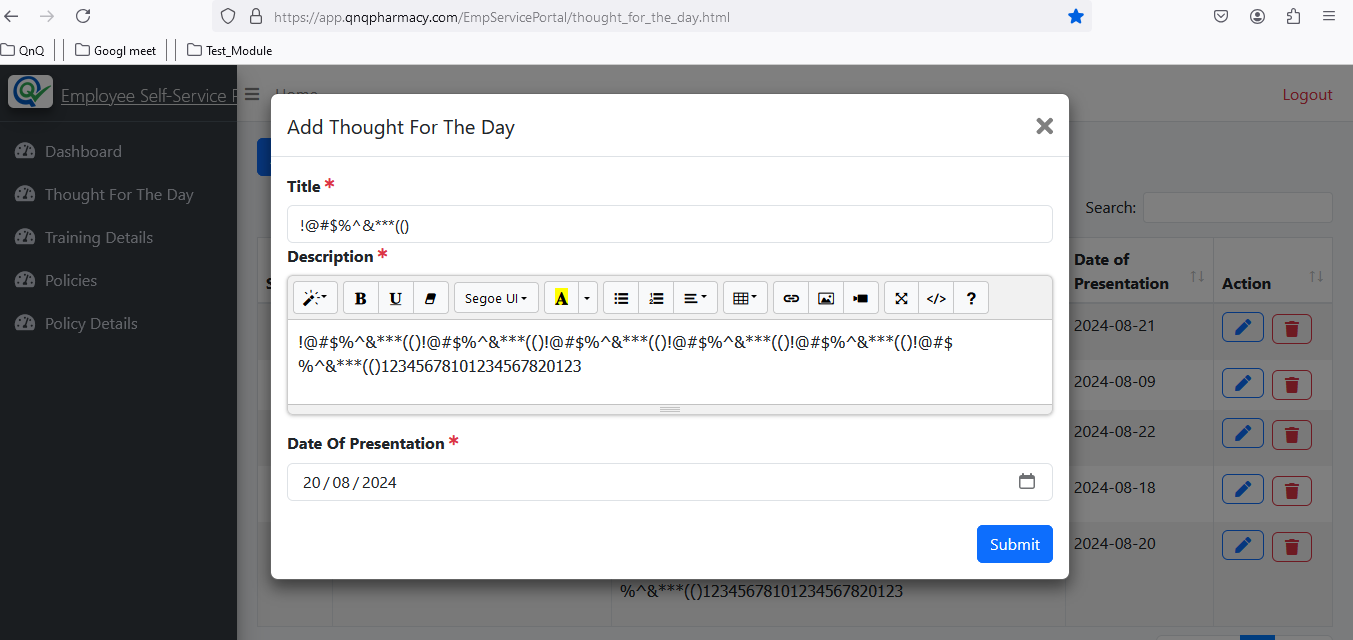 https://app.qnqpharmacy.com/EmpServicePortal/thought_for_the_day.html
QnQ
Googl meet
Test_Module
Employee Self-Service
Home
Logout
Dashboard
Thought For The Day
Training Details
Policies
Policy Details
Add Thought For The Day
Title *
!@#$%^&***(()
Description *
B U Segoe UI A </> ?
!@#$%^&***(()!@#$%^&***(()!@#$%^&***(()!@#$%^&***(()!@#$%^&***(()!@#$
%^&***(()12345678101234567820123
Date Of Presentation *
20 / 08 / 2024
Submit
Search:
Date of
Presentation
Action
2024-08-21
2024-08-09
2024-08-22
2024-08-18
2024-08-20
%^&***(()12345678101234567820123